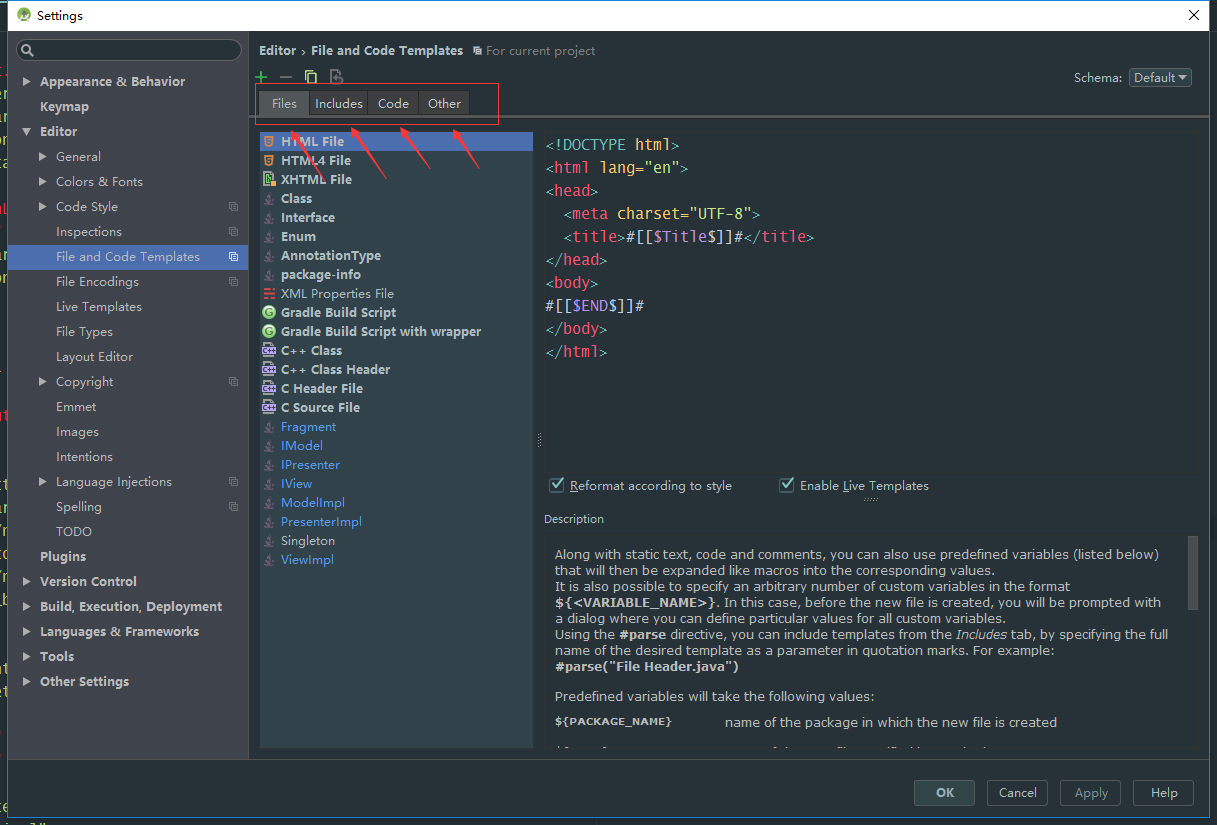 Settings
Editor › File and Code Templates For current project
Schema: Default
Files Includes Code Other
Appearance & Behavior
Keymap
Editor
General
Colors & Fonts
Code Style
Inspections
File and Code Templates
File Encodings
Live Templates
File Types
Layout Editor
Copyright
Emmet
Images
Intentions
Language Injections
Spelling
TODO
Plugins
Version Control
Build, Execution, Deployment
Languages & Frameworks
Tools
Other Settings
HTML File
HTML4 File
XHTML File
Class
Interface
Enum
AnnotationType
package-info
XML Properties File
Gradle Build Script
Gradle Build Script with wrapper
C++ Class
C++ Class Header
C Header File
C Source File
Fragment
IModel
IPresenter
IView
ModelImpl
PresenterImpl
Singleton
ViewImpl
<!DOCTYPE html>
<html lang="en">
<head>
<meta charset="UTF-8">
<title>#[[$Title$]]#</title>
</head>
<body>
#[[$END$]]#
</body>
</html>
Reformat according to style Enable Live Templates
Description
Along with static text, code and comments, you can also use predefined variables (listed below)
that will then be expanded like macros into the corresponding values.
It is also possible to specify an arbitrary number of custom variables in the format
${<VARIABLE_NAME>}. In this case, before the new file is created, you will be prompted with
a dialog where you can define particular values for all custom variables.
Using the #parse directive, you can include templates from the Includes tab, by specifying the full
name of the desired template as a parameter in quotation marks. For example:
#parse("File Header.java")
Predefined variables will take the following values:
${PACKAGE_NAME} name of the package in which the new file is created
OK Cancel Apply Help